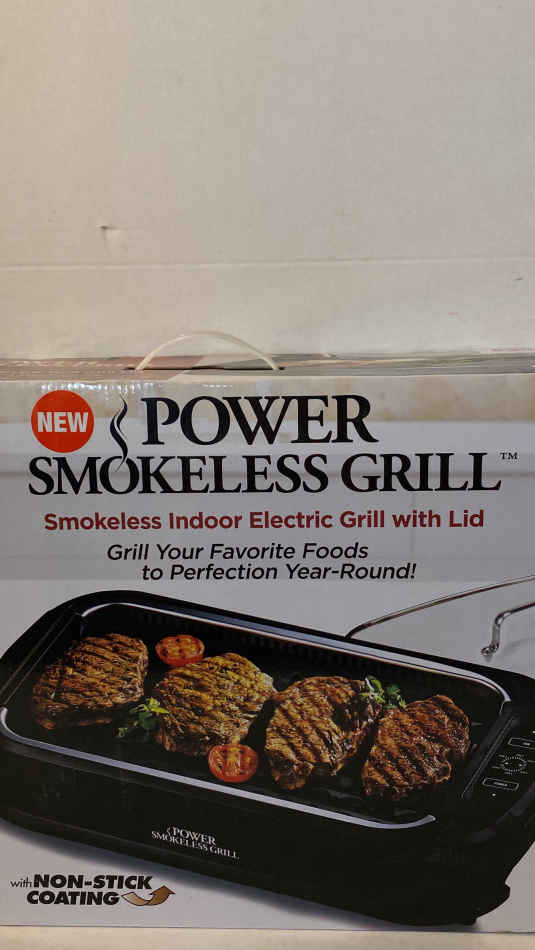 NEW
POWER
SMOKELESS GRILL™
Smokeless Indoor Electric Grill with Lid
Grill Your Favorite Foods
to Perfection Year-Round!
POWER
SMOKELESS GRILL
with NON-STICK
COATING